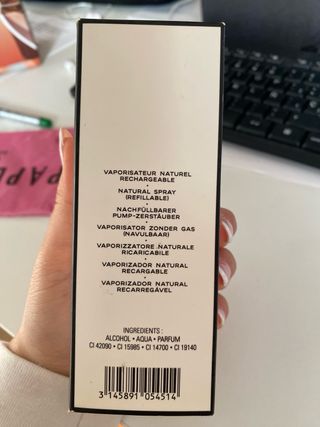 VAPORISATEUR NATUREL
RECHARGEABLE
•
NATURAL SPRAY
(REFILLABLE)
•
NACHFÜLLBARER
PUMP-ZERSTÄUBER
•
VAPORISATOR ZONDER GAS
(NAVULBAAR)
•
VAPORIZZATORE NATURALE
RICARICABILE
•
VAPORIZADOR NATURAL
RECARGABLE
•
VAPORIZADOR NATURAL
RECARREGÁVEL
INGREDIENTS :
ALCOHOL • AQUA • PARFUM
CI 42090 • CI 15985 • CI 14700 • CI 19140
3 145891 054514